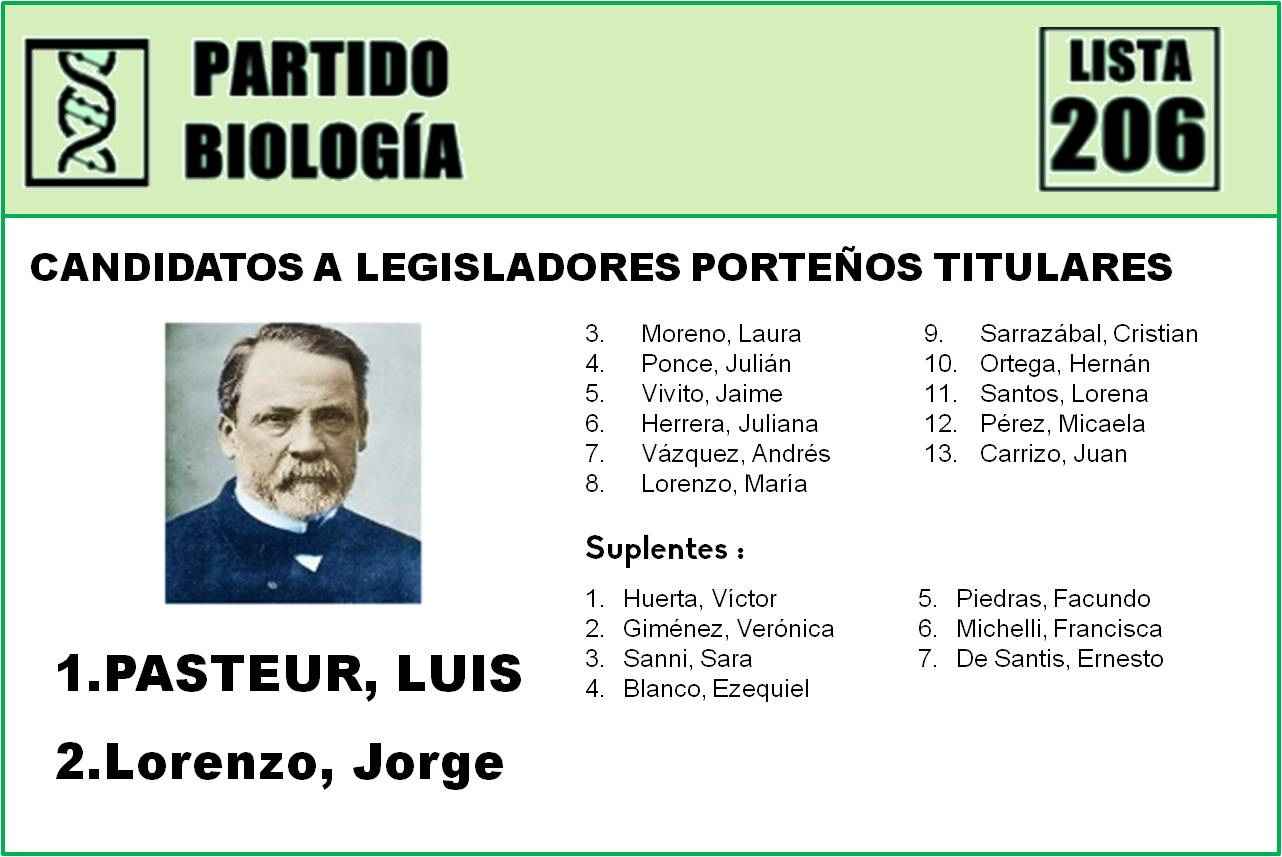 PARTIDO
BIOLOGÍA
LISTA
206
CANDIDATOS A LEGISLADORES PORTEÑOS TITULARES
1.PASTEUR, LUIS
2.Lorenzo, Jorge
3. Moreno, Laura
4. Ponce, Julián
5. Vivito, Jaime
6. Herrera, Juliana
7. Vázquez, Andrés
8. Lorenzo, María
9. Sarrazábal, Cristian
10. Ortega, Hernán
11. Santos, Lorena
12. Pérez, Micaela
13. Carrizo, Juan
Suplentes :
1. Huerta, Víctor
2. Giménez, Verónica
3. Sanni, Sara
4. Blanco, Ezequiel
5. Piedras, Facundo
6. Michelli, Francisca
7. De Santis, Ernesto